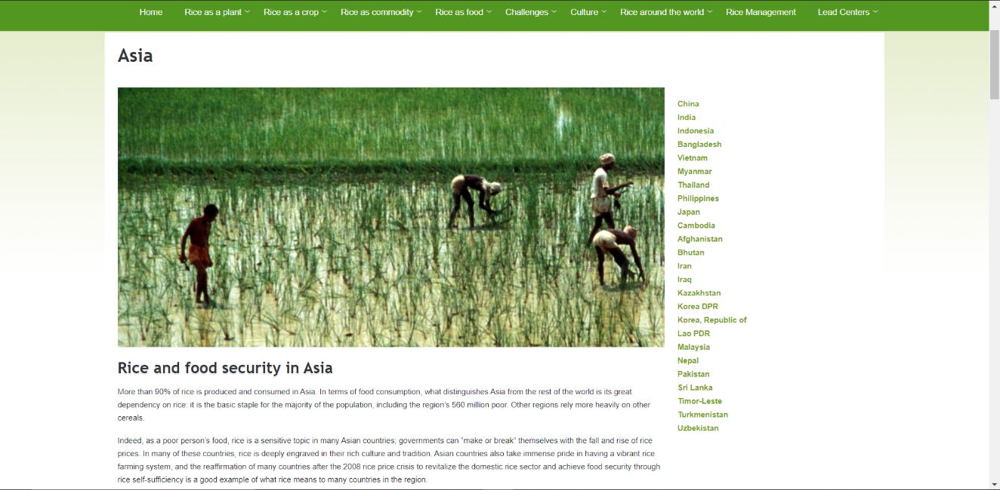 Home Rice as a plant Rice as a crop Rice as commodity Rice as food Challenges Culture Rice around the world Rice Management Lead Centers
Asia
China
India
Indonesia
Bangladesh
Vietnam
Myanmar
Thailand
Philippines
Japan
Cambodia
Afghanistan
Bhutan
Iran
Iraq
Kazakhstan
Korea DPR
Korea, Republic of
Lao PDR
Malaysia
Nepal
Pakistan
Sri Lanka
Timor-Leste
Turkmenistan
Uzbekistan
Rice and food security in Asia
More than 90% of rice is produced and consumed in Asia. In terms of food consumption, what distinguishes Asia from the rest of the world is its great
dependency on rice: it is the basic staple for the majority of the population, including the region's 560 million poor. Other regions rely more heavily on other
cereals.
Indeed, as a poor person's food, rice is a sensitive topic in many Asian countries; governments can "make or break" themselves with the fall and rise of rice
prices. In many of these countries, rice is deeply engraved in their rich culture and tradition. Asian countries also take immense pride in having a vibrant rice
farming system, and the reaffirmation of many countries after the 2008 rice price crisis to revitalize the domestic rice sector and achieve food security through
rice self-sufficiency is a good example of what rice means to many countries in the region.